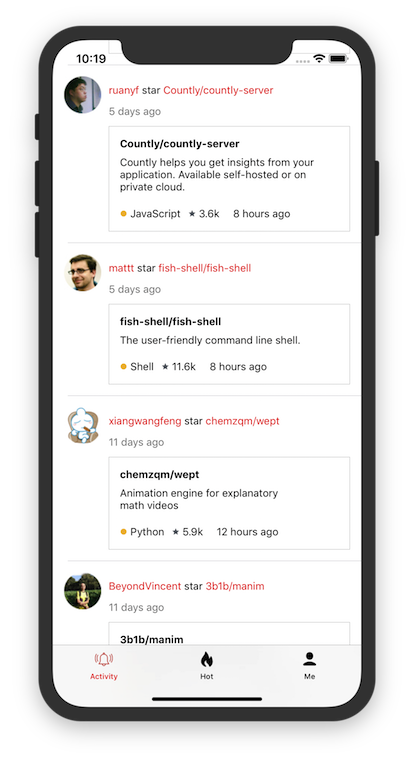 10:19
ruanyf star Countly/countly-server
5 days ago
Countly/countly-server
Countly helps you get insights from your
application. Available self-hosted or on
private cloud.
JavaScript ★ 3.6k 8 hours ago
mattt star fish-shell/fish-shell
5 days ago
fish-shell/fish-shell
The user-friendly command line shell.
Shell ★ 11.6k 8 hours ago
xiangwangfeng star chemzqm/wept
11 days ago
chemzqm/wept
Animation engine for explanatory
math videos
Python ★ 5.9k 12 hours ago
BeyondVincent star 3b1b/manim
11 days ago
3b1b/manim
Activity
Hot
Me